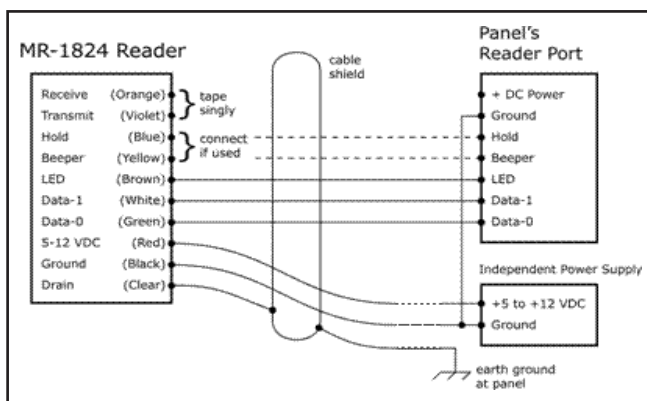 MR-1824 Reader
Receive (Orange)
Transmit (Violet)
Hold (Blue)
Beeper (Yellow)
LED (Brown)
Data-1 (White)
Data-0 (Green)
5-12 VDC (Red)
Ground (Black)
Drain (Clear)
tape
singly
connect
if used
cable
shield
Panel's
Reader Port
+ DC Power
Ground
Hold
Beeper
LED
Data-1
Data-0
Independent Power Supply
+5 to +12 VDC
Ground
earth ground
at panel